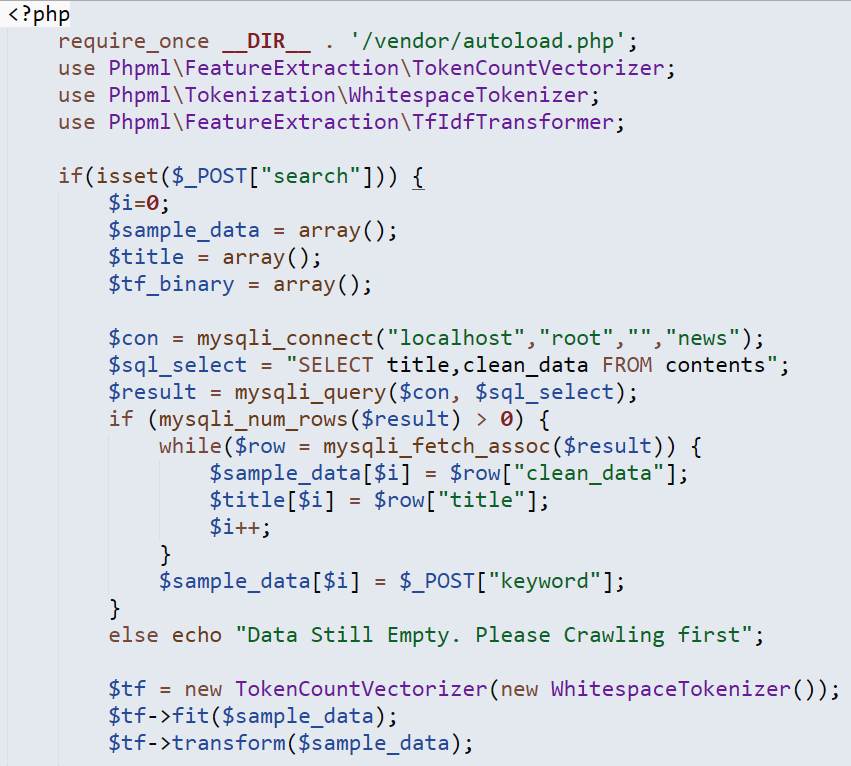 <?php
    require_once __DIR__ . '/vendor/autoload.php';
    use Phpml\FeatureExtraction\TokenCountVectorizer;
    use Phpml\Tokenization\WhitespaceTokenizer;
    use Phpml\FeatureExtraction\TfIdfTransformer;

    if(isset($_POST["search"])) {
        $i=0;
        $sample_data = array();
        $title = array();
        $tf_binary = array();

        $con = mysqli_connect("localhost","root","","news");
        $sql_select = "SELECT title,clean_data FROM contents";
        $result = mysqli_query($con, $sql_select);
        if (mysqli_num_rows($result) > 0) {
            while($row = mysqli_fetch_assoc($result)) {
                $sample_data[$i] = $row["clean_data"];
                $title[$i] = $row["title"];
                $i++;
            }
            $sample_data[$i] = $_POST["keyword"];
        }
        else echo "Data Still Empty. Please Crawling first";

        $tf = new TokenCountVectorizer(new WhitespaceTokenizer());
        $tf->fit($sample_data);
        $tf->transform($sample_data);